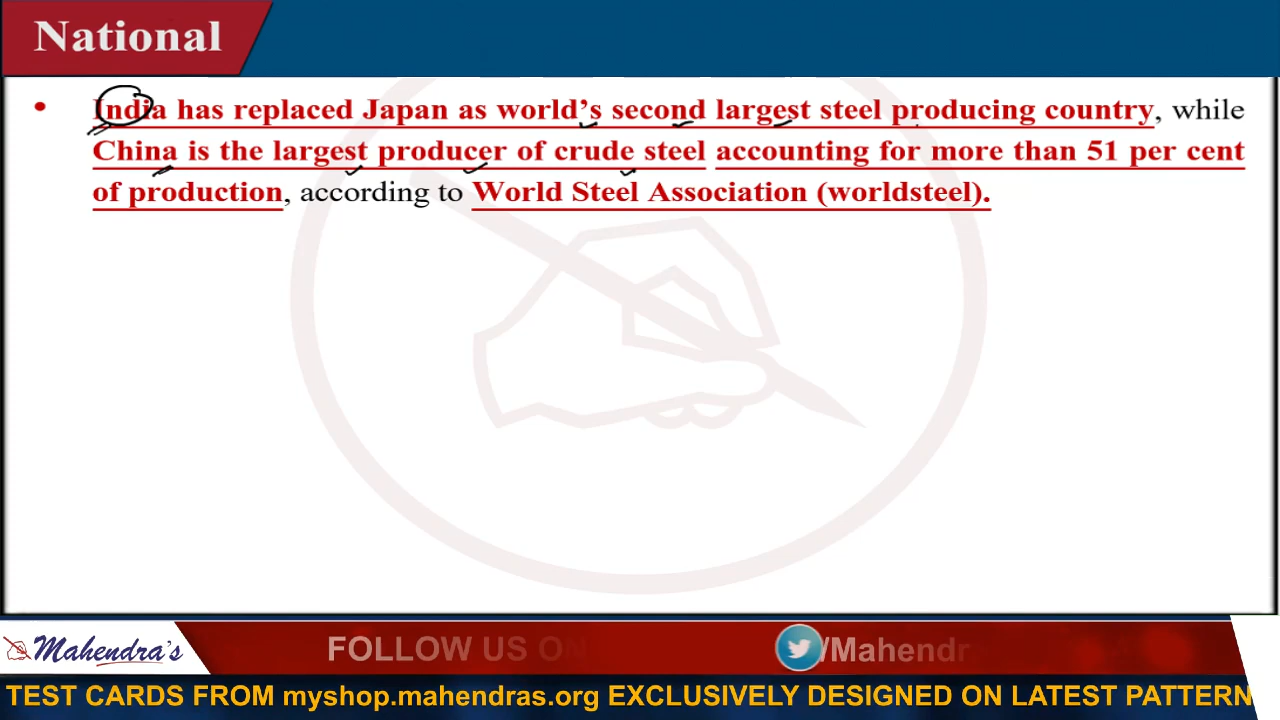 National
• India has replaced Japan as world's second largest steel producing country, while
China is the largest producer of crude steel accounting for more than 51 per cent
of production, according to World Steel Association (worldsteel).
Mahendra's
FOLLOW US ON
/Mahendr
TEST CARDS FROM myshop.mahendras.org EXCLUSIVELY DESIGNED ON LATEST PATTERN